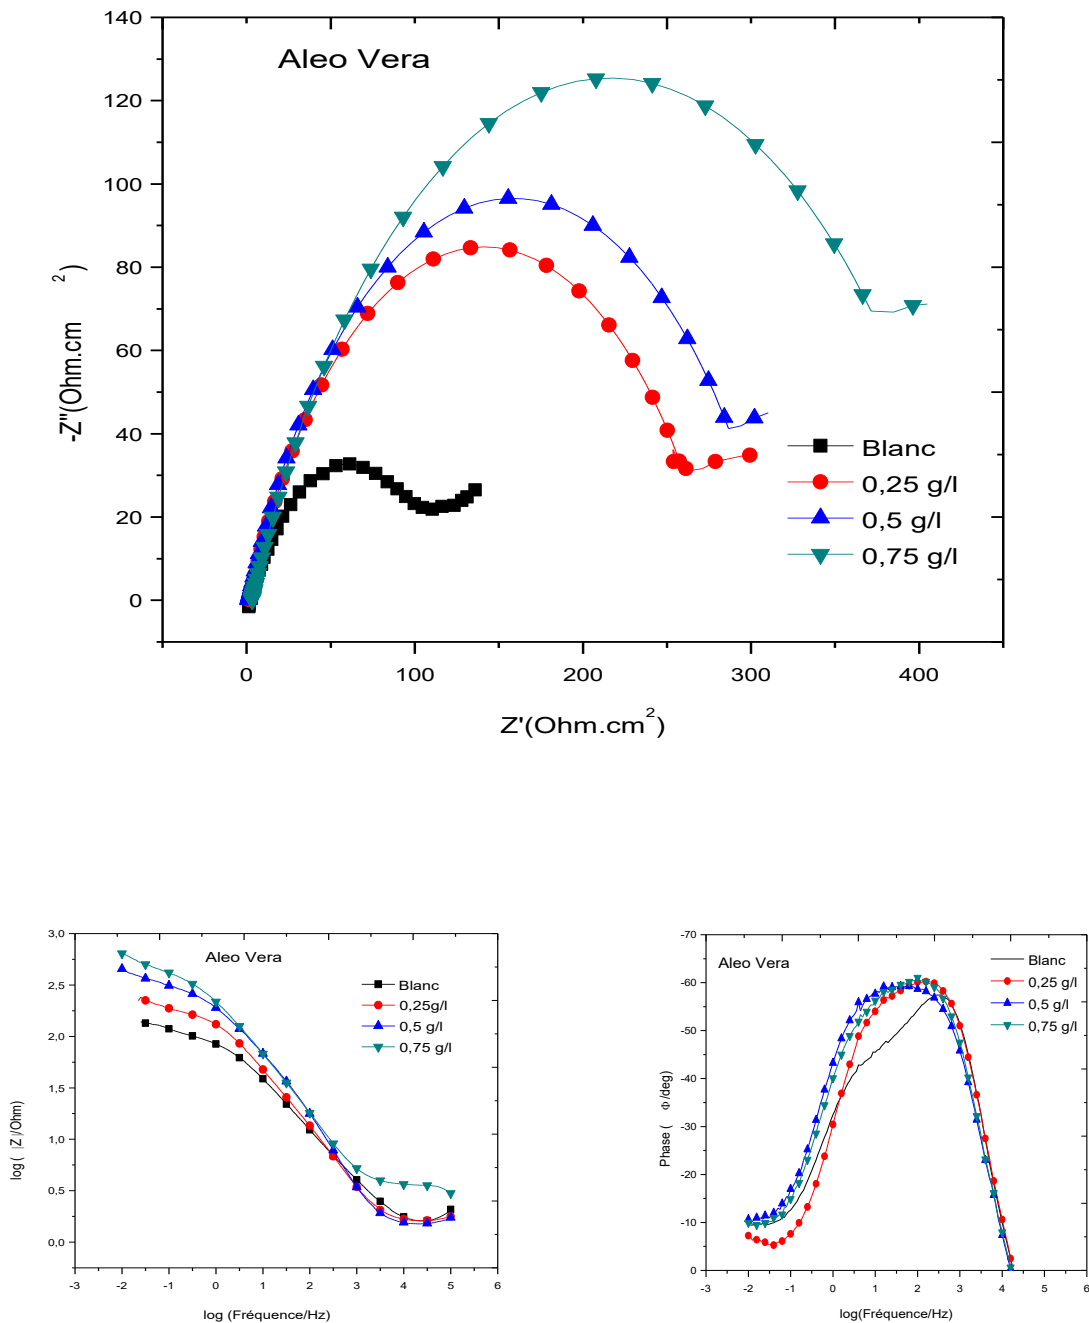 140
Aleo Vera
120
100
80
-Z"(Ohm.cm 2)
60
40
20
0
Blanc
0,25 g/l
0,5 g/l
0,75 g/l
0 100 200 300 400
Z'(Ohm.cm2)
3,0
Aleo Vera
2,5
2,0
1,5
1,0
0,5
0,0
log ( |Z|/Ohm)
Blanc
0,25g/l
0,5 g/l
0,75 g/l
-3 -2 -1 0 1 2 3 4 5 6
log (Fréquence/Hz)
-70
Aleo Vera
-60
-50
-40
-30
-20
-10
0
Phase ( Φ/deg)
Blanc
0,25 g/l
0,5 g/l
0,75 g/l
-3 -2 -1 0 1 2 3 4 5 6
log(Fréquence/Hz)